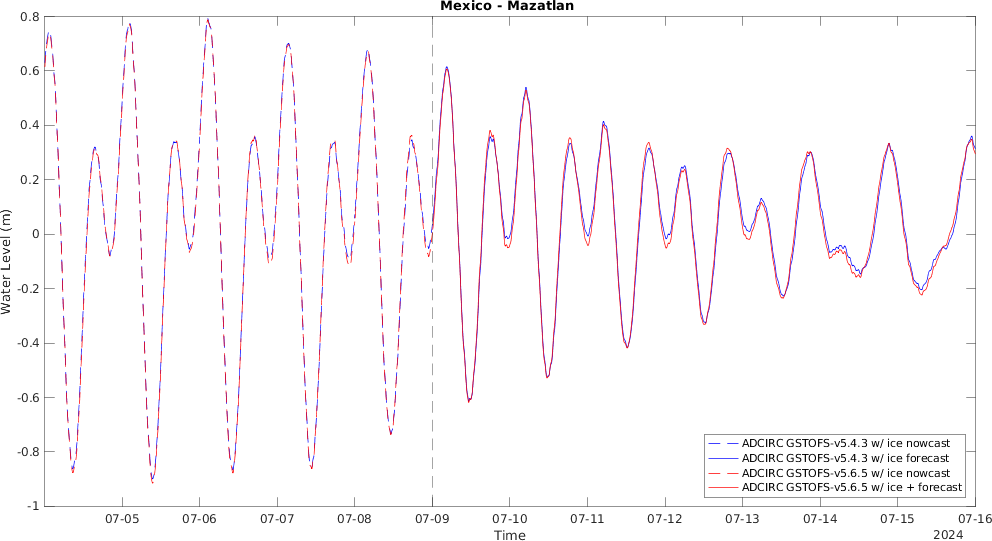 Mexico - Mazatlan
0.8
0.6
0.4
0.2
0
-0.2
-0.4
-0.6
-0.8
-1
Water Level (m)
ADCIRC GSTOFS-v5.4.3 w/ ice nowcast
ADCIRC GSTOFS-v5.4.3 w/ ice forecast
ADCIRC GSTOFS-v5.6.5 w/ ice nowcast
ADCIRC GSTOFS-v5.6.5 w/ ice + forecast
07-05 07-06 07-07 07-08 07-09 07-10 07-11 07-12 07-13 07-14 07-15 07-16
Time
2024